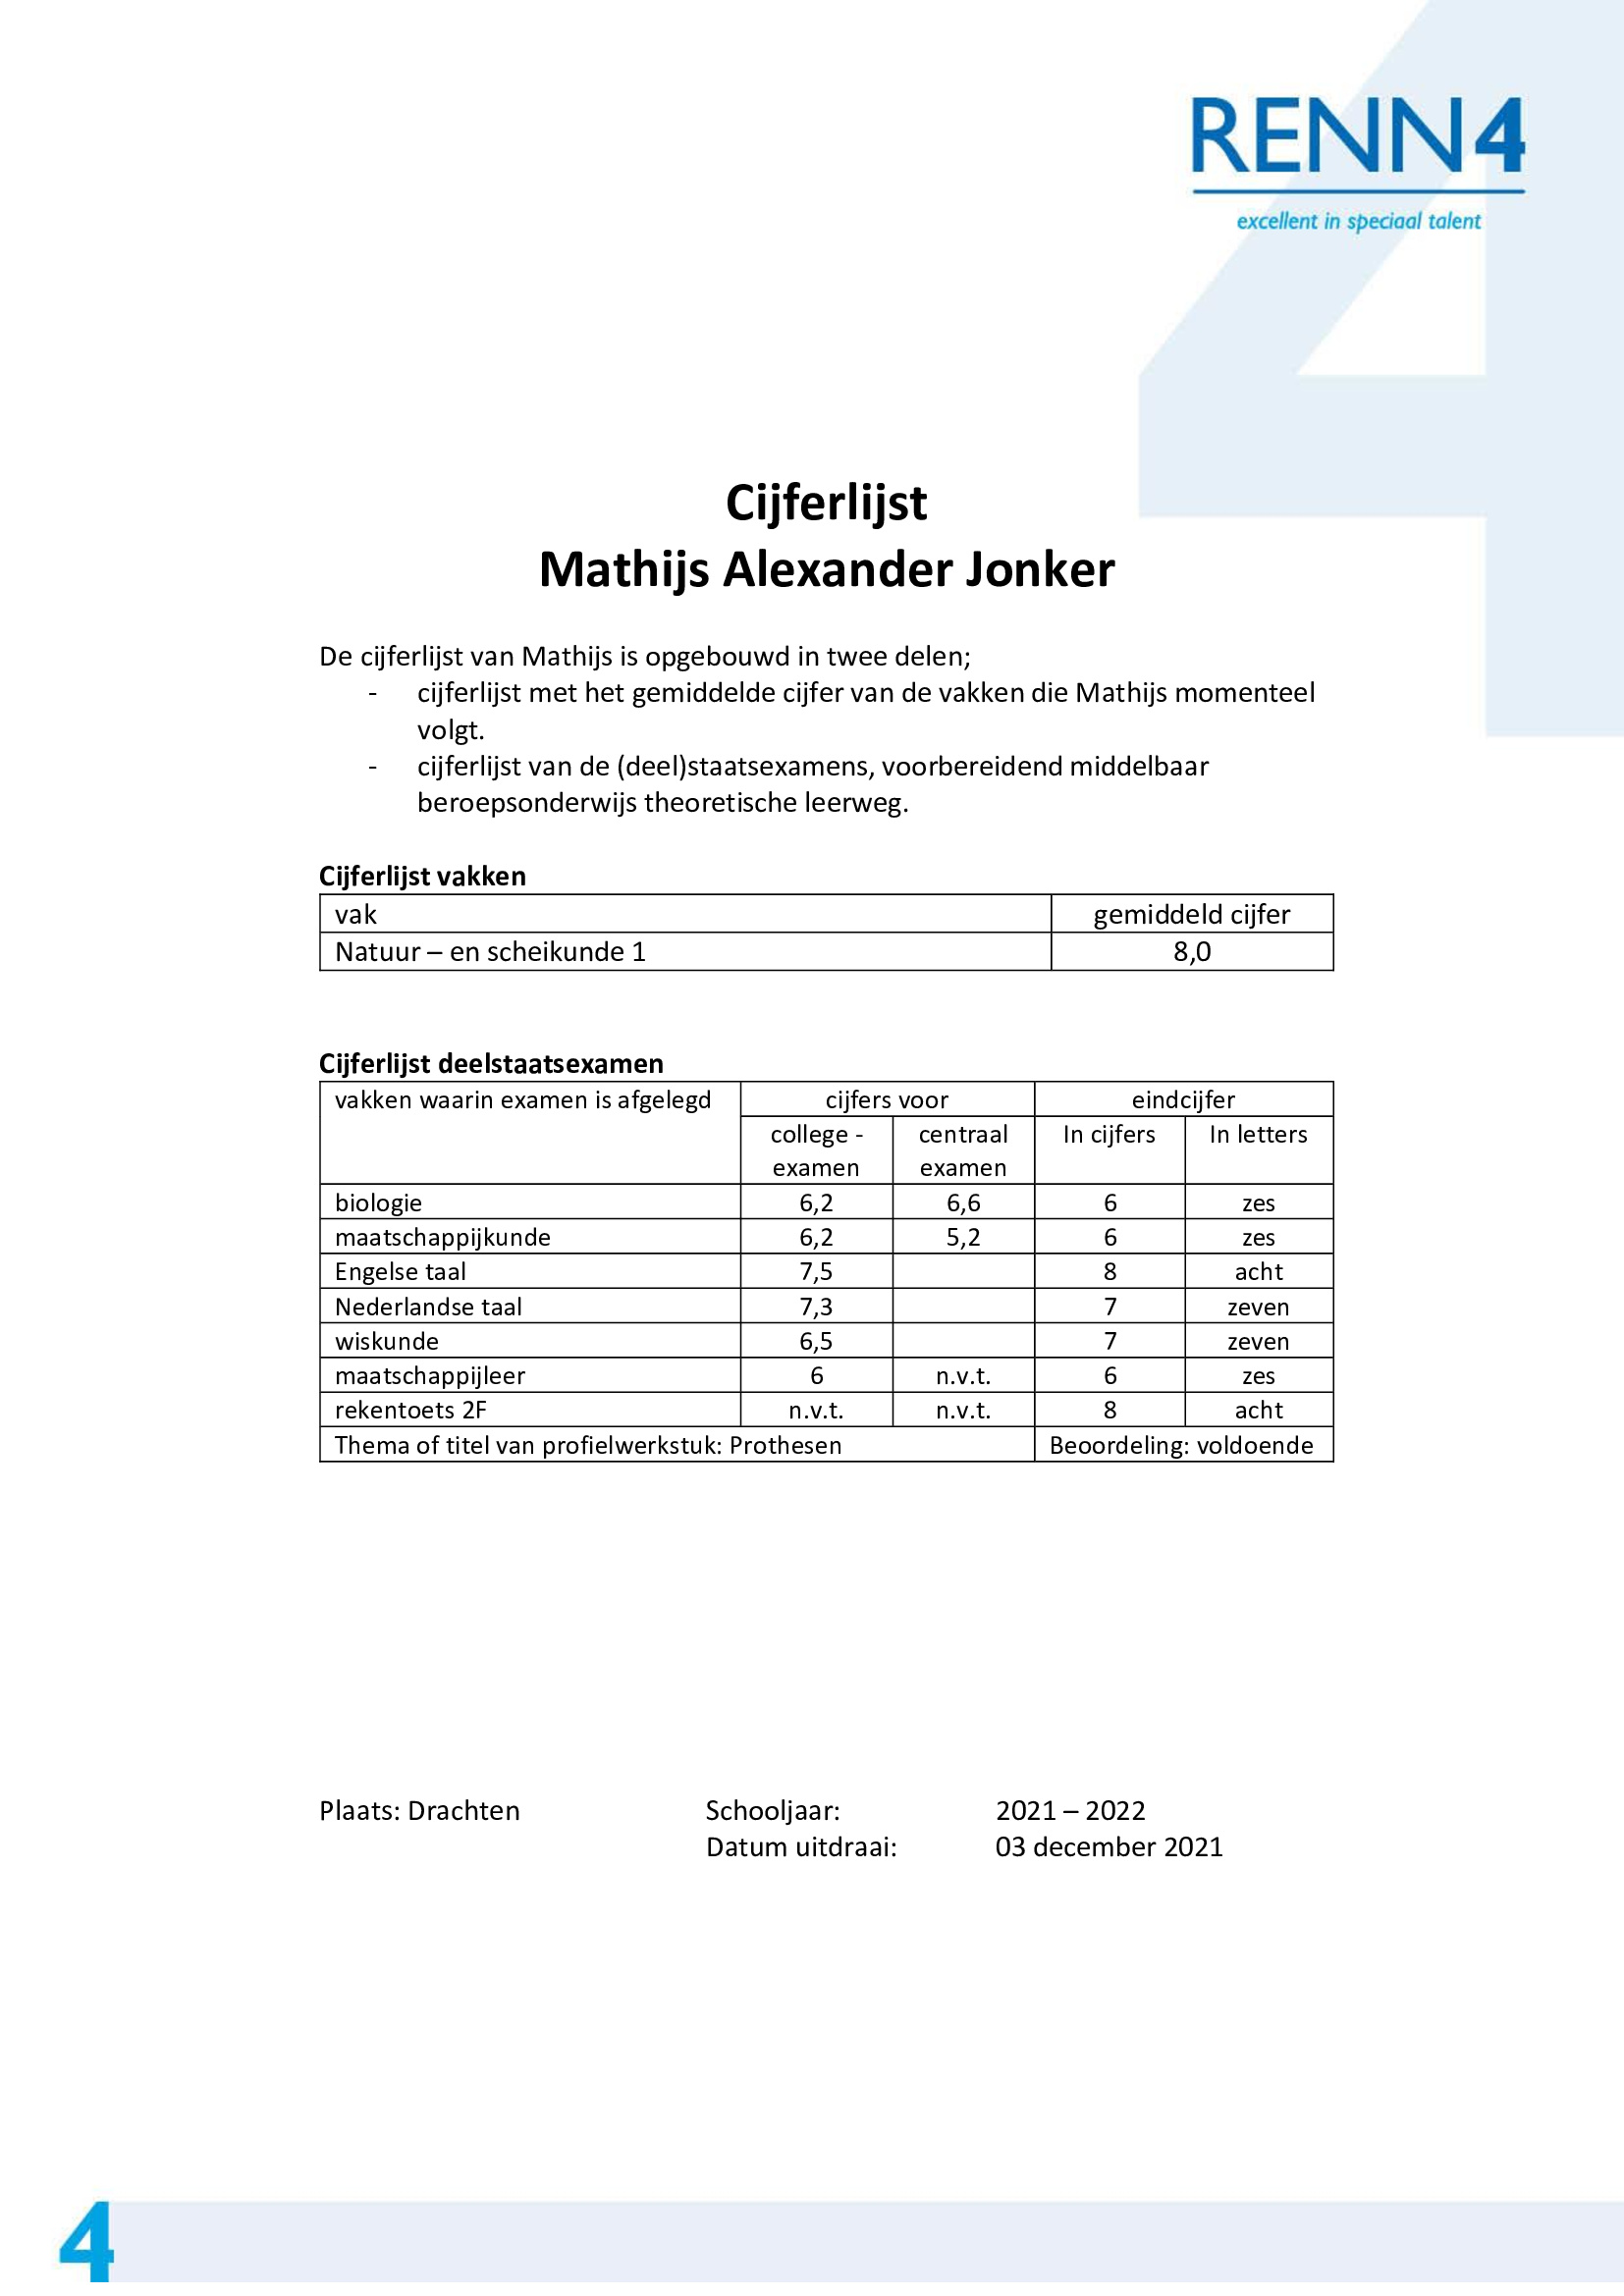 RENN4
excellent in speciaal talent
Cijferlijst
Mathijs Alexander Jonker
De cijferlijst van Mathijs is opgebouwd in twee delen;
- cijferlijst met het gemiddelde cijfer van de vakken die Mathijs momenteel
volgt.
- cijferlijst van de (deel)staatsexamens, voorbereidend middelbaar
beroepsonderwijs theoretische leerweg.
Cijferlijst vakken
vak gemiddeld cijfer
Natuur – en scheikunde 1 8,0
Cijferlijst deelstaatsexamen
vakken waarin examen is afgelegd cijfers voor eindcijfer
college - centraal In cijfers In letters
examen examen
biologie 6,2 6,6 6 zes
maatschappijkunde 6,2 5,2 6 zes
Engelse taal 7,5 8 acht
Nederlandse taal 7,3 7 zeven
wiskunde 6,5 7 zeven
maatschappijleer 6 n.v.t. 6 zes
rekentoets 2F n.v.t. n.v.t. 8 acht
Thema of titel van profielwerkstuk: Prothesen Beoordeling: voldoende
Plaats: Drachten Schooljaar: 2021 – 2022
Datum uitdraai: 03 december 2021
4